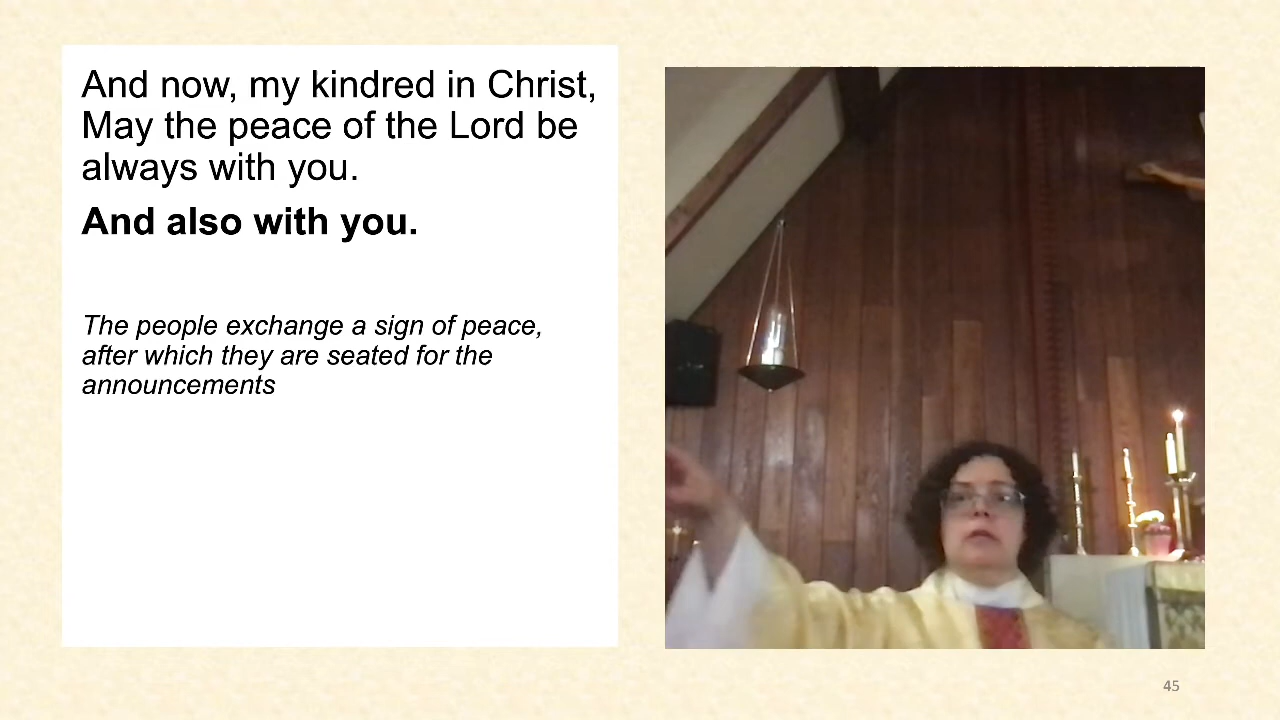 And now, my kindred in Christ,
May the peace of the Lord be
always with you.
And also with you.
The people exchange a sign of peace,
after which they are seated for the
announcements
45